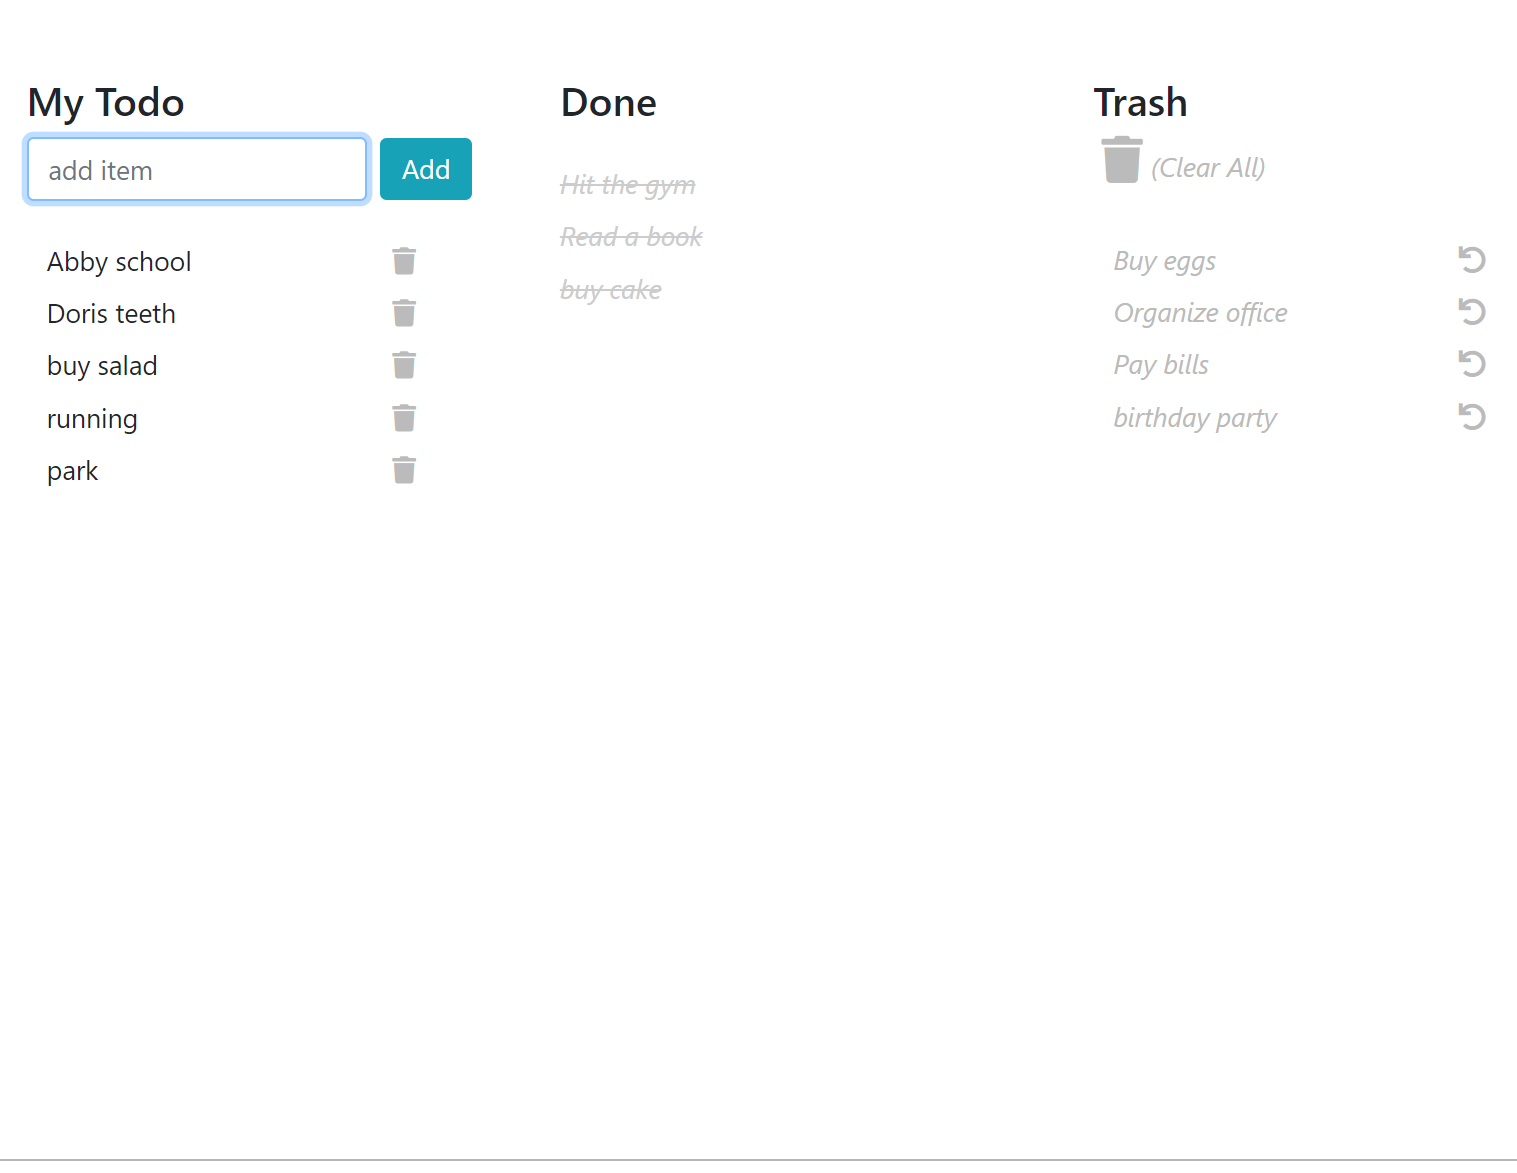 My Todo
add item
Add
Abby school
Doris teeth
buy salad
running
park
Done
Hit the gym
Read a book
buy cake
Trash
(Clear All)
Buy eggs
Organize office
Pay bills
birthday party